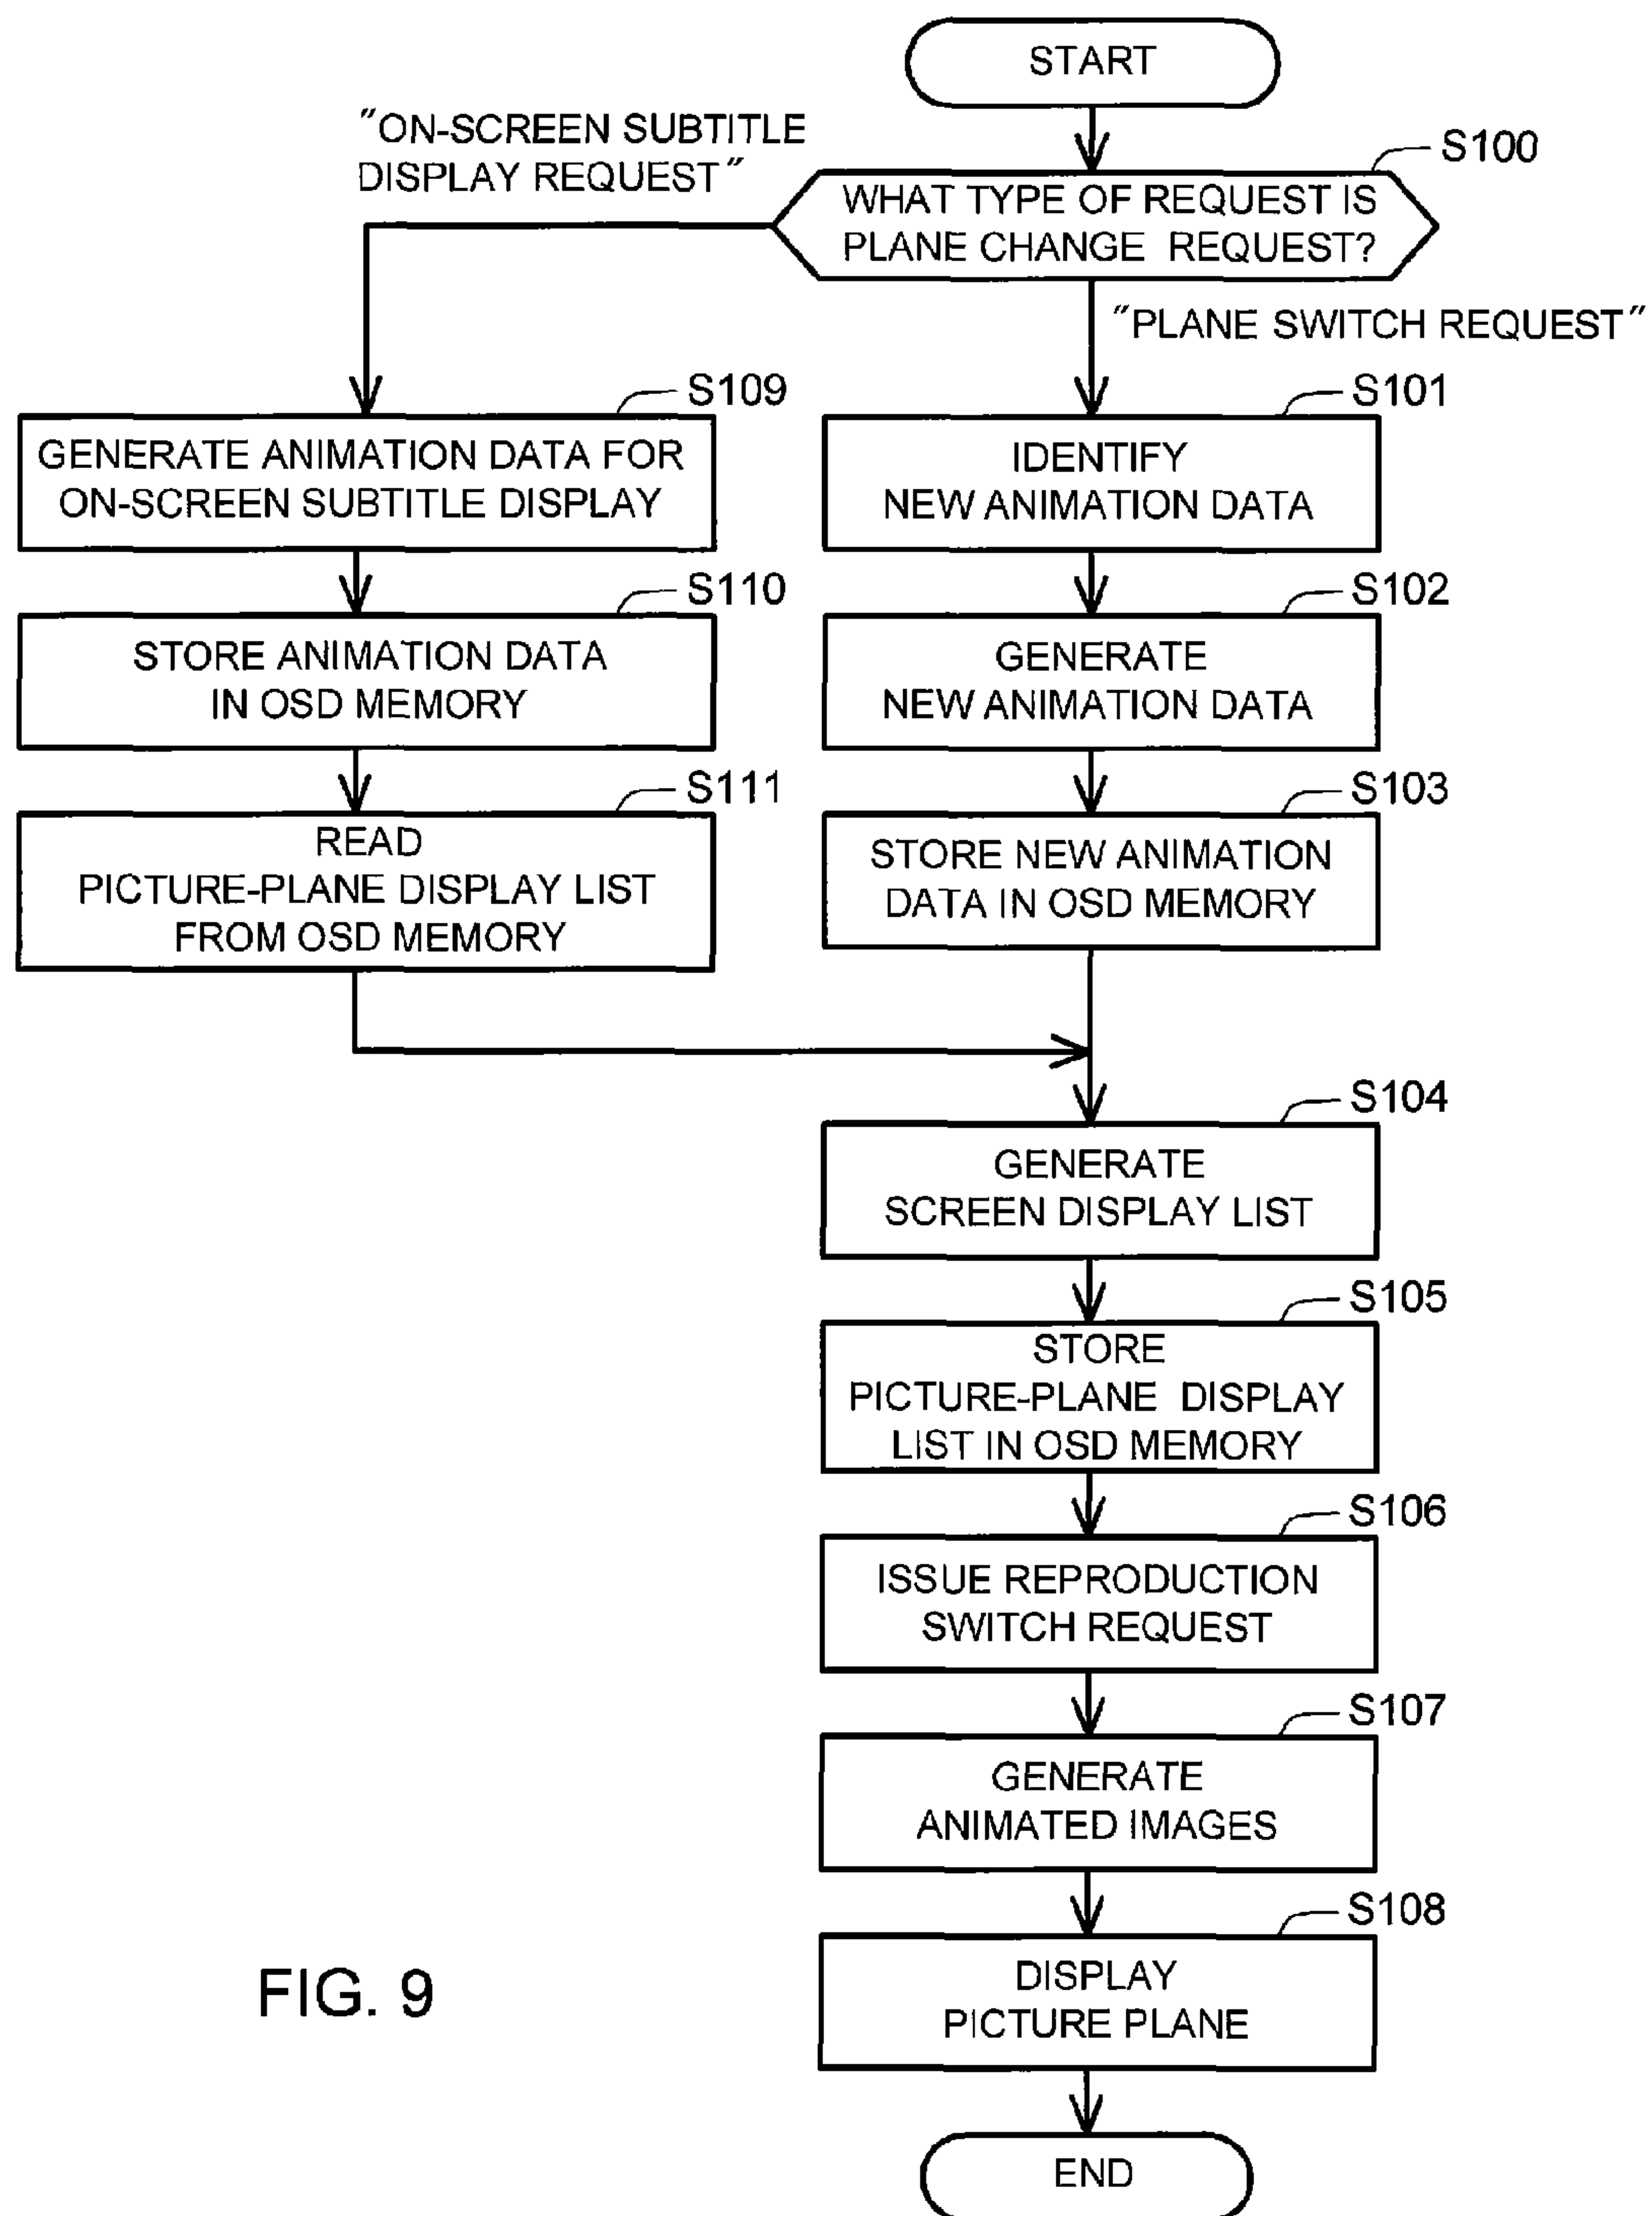 START
"ON-SCREEN SUBTITLE
DISPLAY REQUEST"
S100
WHAT TYPE OF REQUEST IS
PLANE CHANGE REQUEST?
"PLANE SWITCH REQUEST"
S109
GENERATE ANIMATION DATA FOR
ON-SCREEN SUBTITLE DISPLAY
S101
IDENTIFY
NEW ANIMATION DATA
S110
STORE ANIMATION DATA
IN OSD MEMORY
S102
GENERATE
NEW ANIMATION DATA
S111
READ
PICTURE-PLANE DISPLAY LIST
FROM OSD MEMORY
S103
STORE NEW ANIMATION
DATA IN OSD MEMORY
S104
GENERATE
SCREEN DISPLAY LIST
S105
STORE
PICTURE-PLANE DISPLAY
LIST IN OSD MEMORY
S106
ISSUE REPRODUCTION
SWITCH REQUEST
S107
GENERATE
ANIMATED IMAGES
S108
DISPLAY
PICTURE PLANE
END
FIG. 9